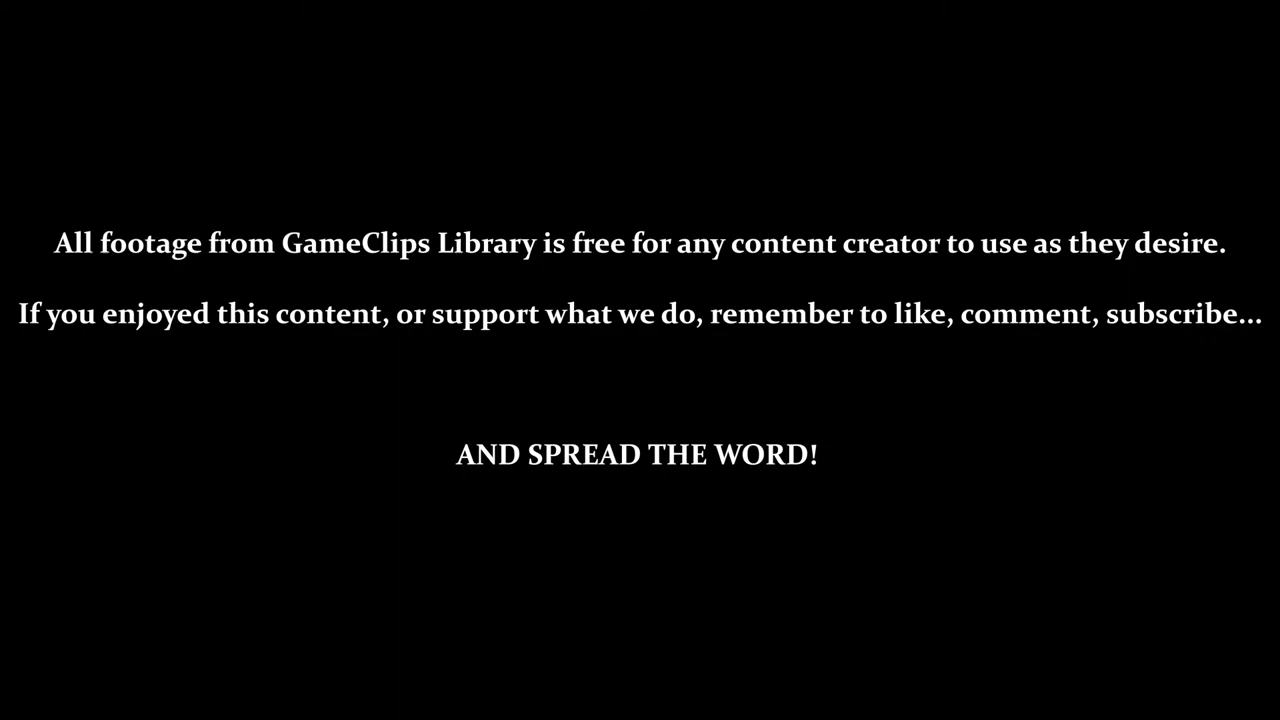 All footage from GameClips Library is free for any content creator to use as they desire.
If you enjoyed this content, or support what we do, remember to like, comment, subscribe...
AND SPREAD THE WORD!